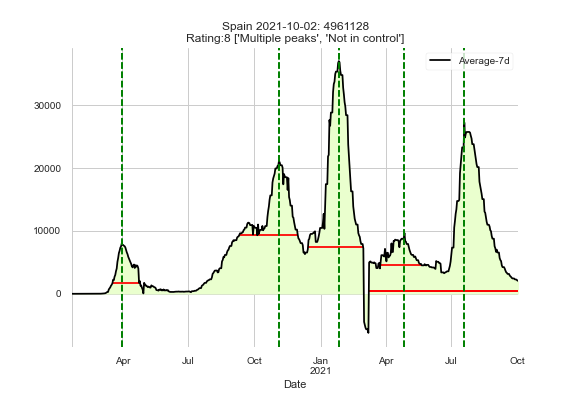 Spain 2021-10-02: 4961128
Rating:8 ['Multiple peaks', 'Not in control']
Average-7d
30000
20000
10000
0
Apr
Jul
Oct
Jan
2021
Apr
Jul
Oct
Date